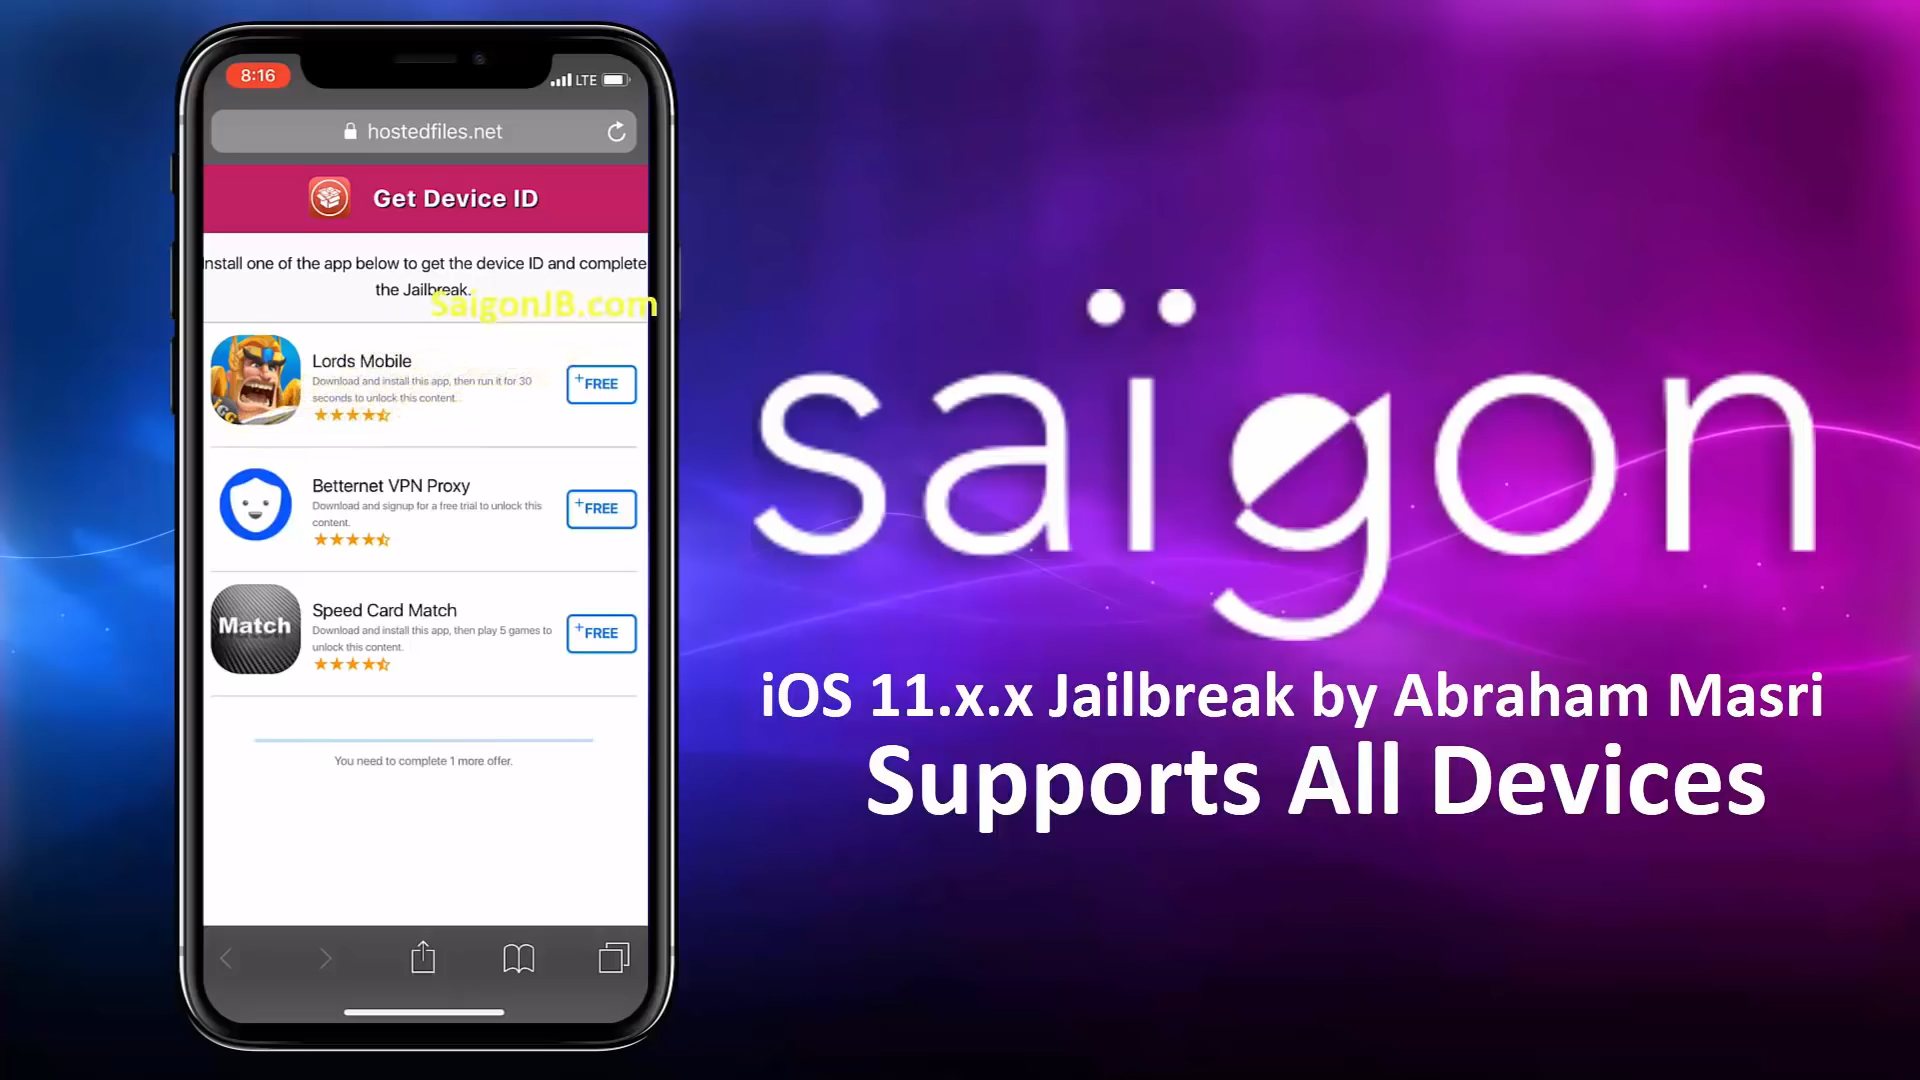 8:16
LTE
hostedfiles.net
Get Device ID
Install one of the app below to get the device ID and complete
the Jailbreak.
SaigonJB.com
Lords Mobile
Download and install this app, then run it for 30
seconds to unlock this content.
+FREE
IGG
Betternet VPN Proxy
Download and signup for a free trial to unlock this
content.
+FREE
Match
Speed Card Match
Download and install this app, then play 5 games to
unlock this content.
+FREE
You need to complete 1 more offer.
saïgon
iOS 11.x.x Jailbreak by Abraham Masri
Supports All Devices